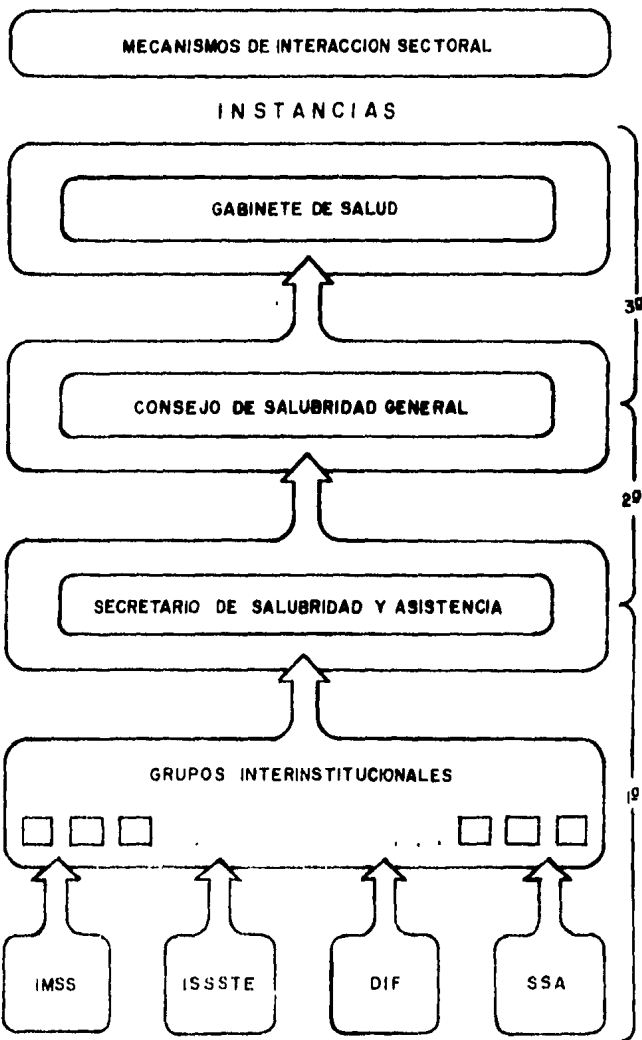 MECANISMOS DE INTERACCION SECTORAL
INSTANCIAS
GABINETE DE SALUD
3º
CONSEJO DE SALUBRIDAD GENERAL
2º
SECRETARIO DE SALUBRIDAD Y ASISTENCIA
GRUPOS INTERINSTITUCIONALES
1º
IMSS
ISSSTE
DIF
SSA